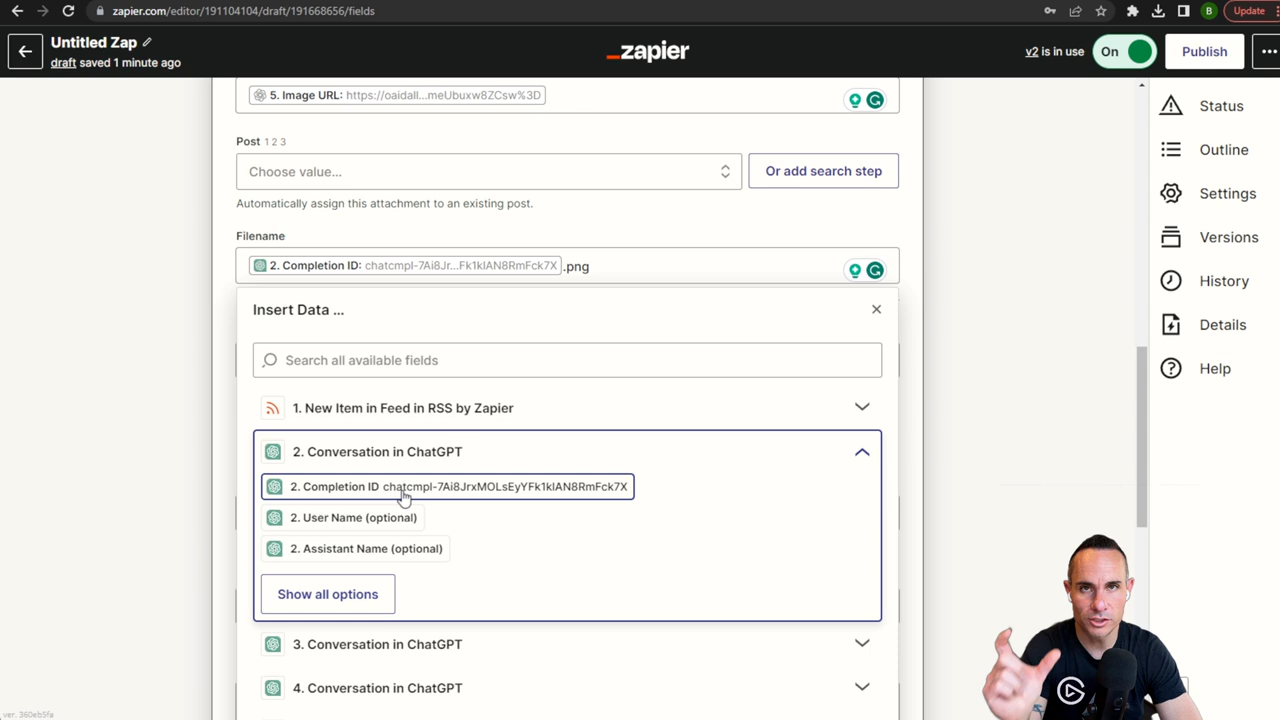 zapier.com/editor/191104104/draft/191668656/fields
B
Update
Untitled Zap
draft saved 1 minute ago
_zapier
v2 is in use
On
Publish
5. Image URL: https://oaidall...meUbuxw8ZCsw%3D
Post 1 2 3
Choose value...
Or add search step
Automatically assign this attachment to an existing post.
Filename
2. Completion ID: chatcmpl-7Ai8Jr...Fk1klAN8RmFck7X .png
Insert Data ...
Search all available fields
1. New Item in Feed in RSS by Zapier
2. Conversation in ChatGPT
2. Completion ID chatcmpl-7Ai8JrxMOLsEyYFk1klAN8RmFck7X
2. User Name (optional)
2. Assistant Name (optional)
Show all options
3. Conversation in ChatGPT
4. Conversation in ChatGPT
Status
Outline
Settings
Versions
History
Details
Help
ver. 360eb5fa